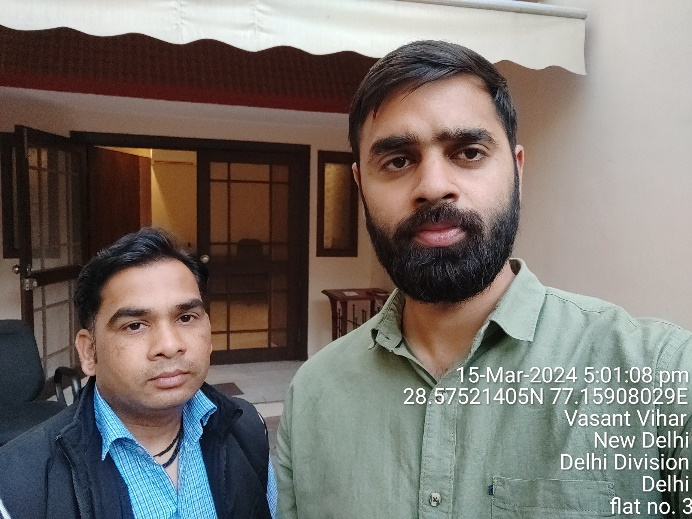 15-Mar-2024 5:01:08 pm
28.57521405N 77.15908029E
Vasant Vihar
New Delhi
Delhi Division
Delhi
flat no. 3